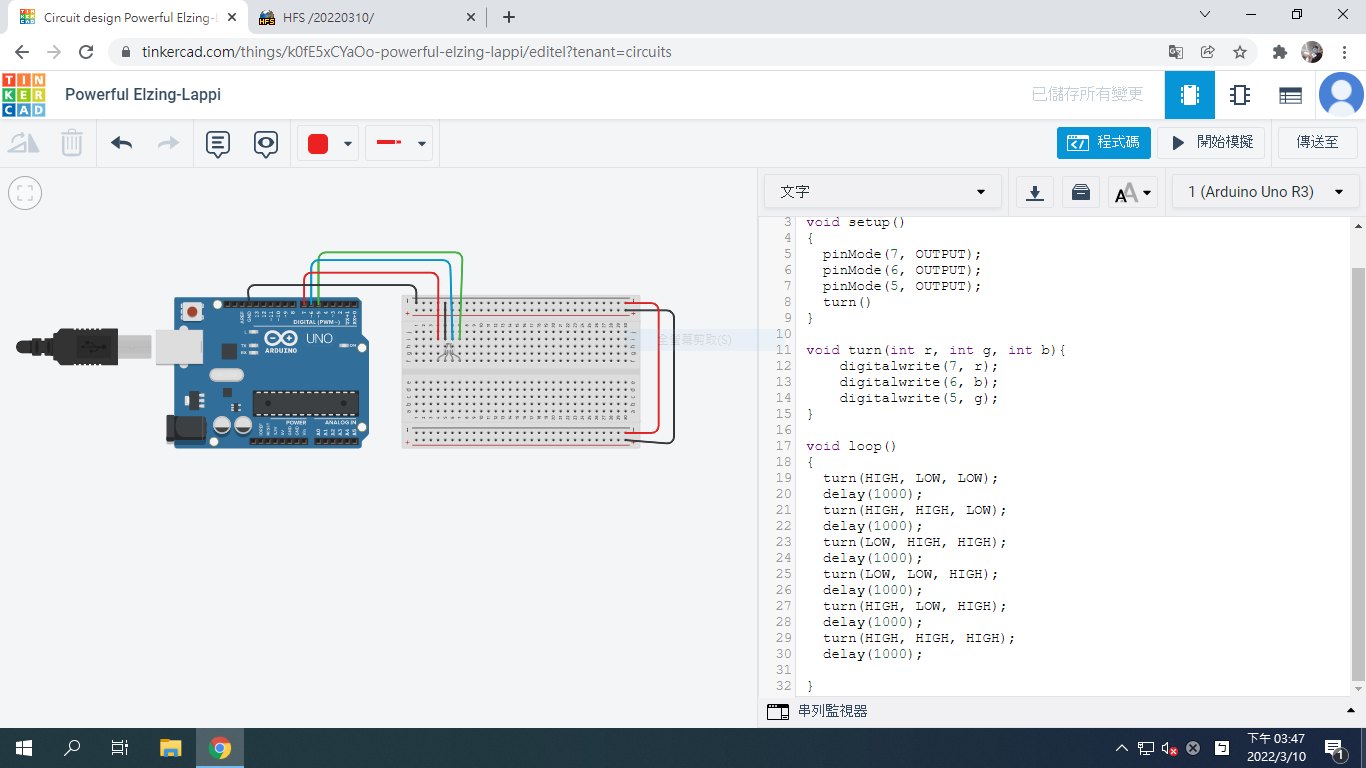 Circuit design Powerful Elzing-L
HFS /20220310/
tinkercad.com/things/k0fE5xCYaOo-powerful-elzing-lappi/editel?tenant=circuits
TIN
KER
CAD
Powerful Elzing-Lappi
已儲存所有變更
程式碼
開始模擬
傳送至
文字
1 (Arduino Uno R3)
3 void setup()
4 {
5 pinMode(7, OUTPUT);
6 pinMode(6, OUTPUT);
7 pinMode(5, OUTPUT);
8 turn()
9 }
10
11 void turn(int r, int g, int b){
12 digitalwrite(7, r);
13 digitalwrite(6, b);
14 digitalwrite(5, g);
15 }
16
17 void loop()
18 {
19 turn(HIGH, LOW, LOW);
20 delay(1000);
21 turn(HIGH, HIGH, LOW);
22 delay(1000);
23 turn(LOW, HIGH, HIGH);
24 delay(1000);
25 turn(LOW, LOW, HIGH);
26 delay(1000);
27 turn(HIGH, LOW, HIGH);
28 delay(1000);
29 turn(HIGH, HIGH, HIGH);
30 delay(1000);
31
32 }
DIGITAL (PWM~)
UNO
ARDUINO
POWER
ANALOG IN
全螢幕剪取(S)
串列監視器
下午 03:47
2022/3/10
1